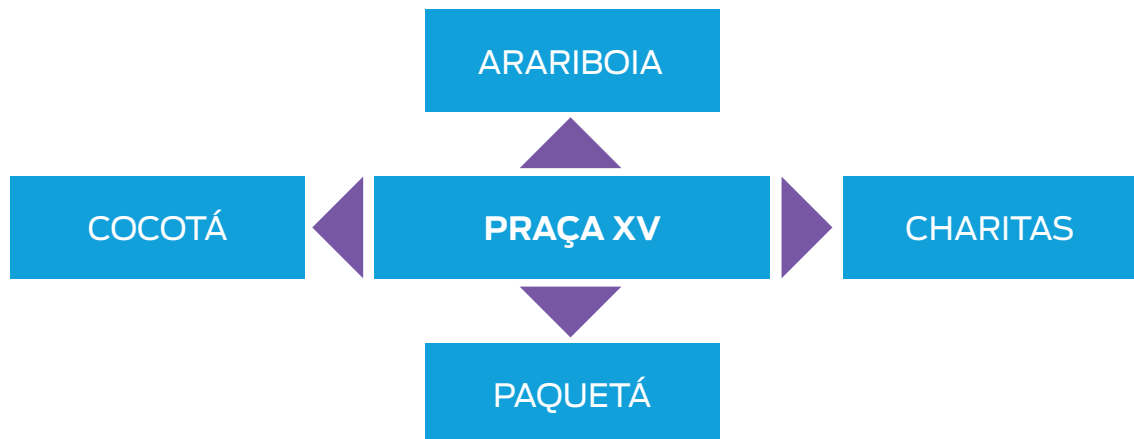 ARARIBOIA
COCOTÁ
PRAÇA XV
CHARITAS
PAQUETÁ